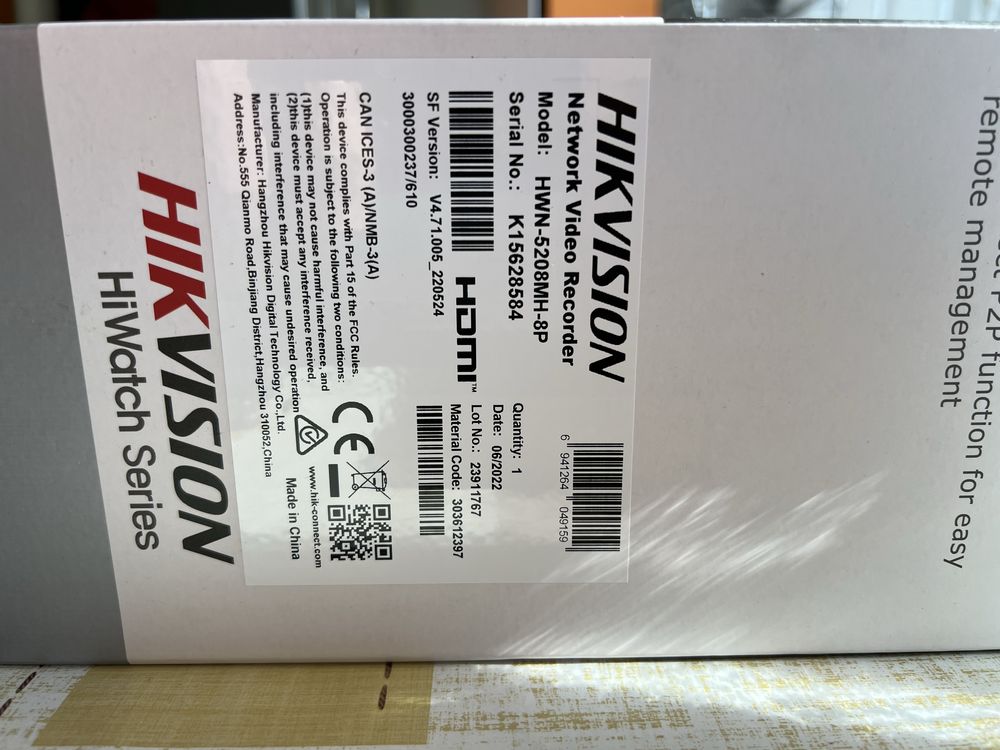 remote management
function for easy
HIKVISION
Network Video Recorder
Model: HWN-5208MH-8P
Serial No.: K15628584
6 941264 049159
Quantity: 1
Date: 06/2022
Lot No.: 23911767
Material Code: 303612397
HDMI™
SF Version: V4.71.005_220524
3000300237/610
CAN ICES-3 (A)/NMB-3(A)
This device complies with Part 15 of the FCC Rules.
Operation is subject to the following two conditions:
(1)this device may not cause harmful interference, and
(2)this device must accept any interference received,
including interference that may cause undesired operation
Manufacturer: Hangzhou Hikvision Digital Technology Co.,Ltd.
Address:No.555 Qianmo Road,Binjiang District,Hangzhou 310052,China
CE
www.hik-connect.com
Made in China
HIKVISION
HiWatch Series